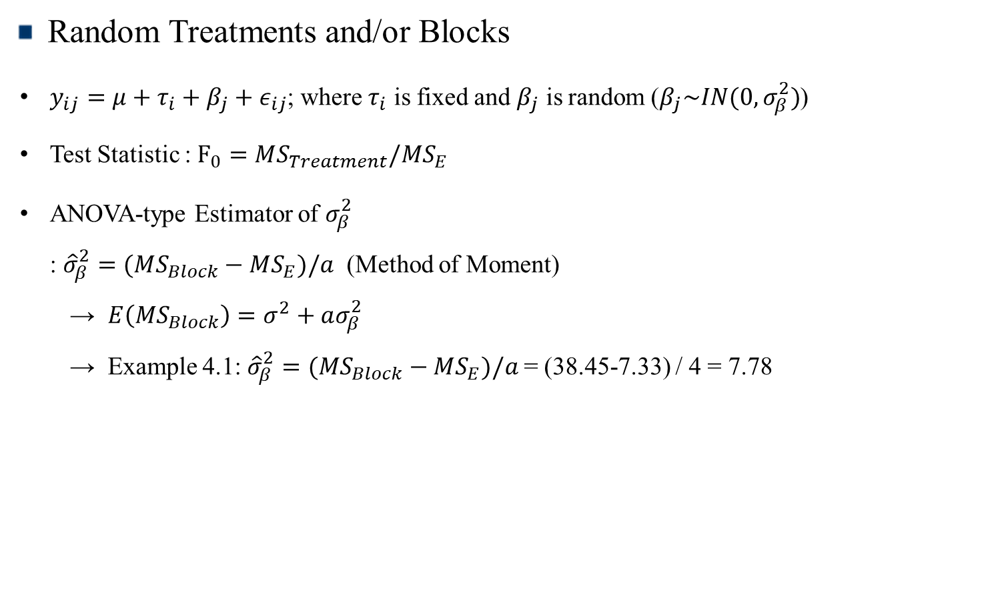 Random Treatments and/or Blocks
• $y_{ij} = \mu + \tau_i + \beta_j + \epsilon_{ij}$; where $\tau_i$ is fixed and $\beta_j$ is random ($\beta_j \sim IN(0, \sigma_\beta^2)$)
• Test Statistic : $F_0 = MS_{Treatment}/MS_E$
• ANOVA-type Estimator of $\sigma_\beta^2$
: $\hat{\sigma}_\beta^2 = (MS_{Block} - MS_E)/a$ (Method of Moment)
→ $E(MS_{Block}) = \sigma^2 + a\sigma_\beta^2$
→ Example 4.1: $\hat{\sigma}_\beta^2 = (MS_{Block} - MS_E)/a$ = (38.45-7.33) / 4 = 7.78